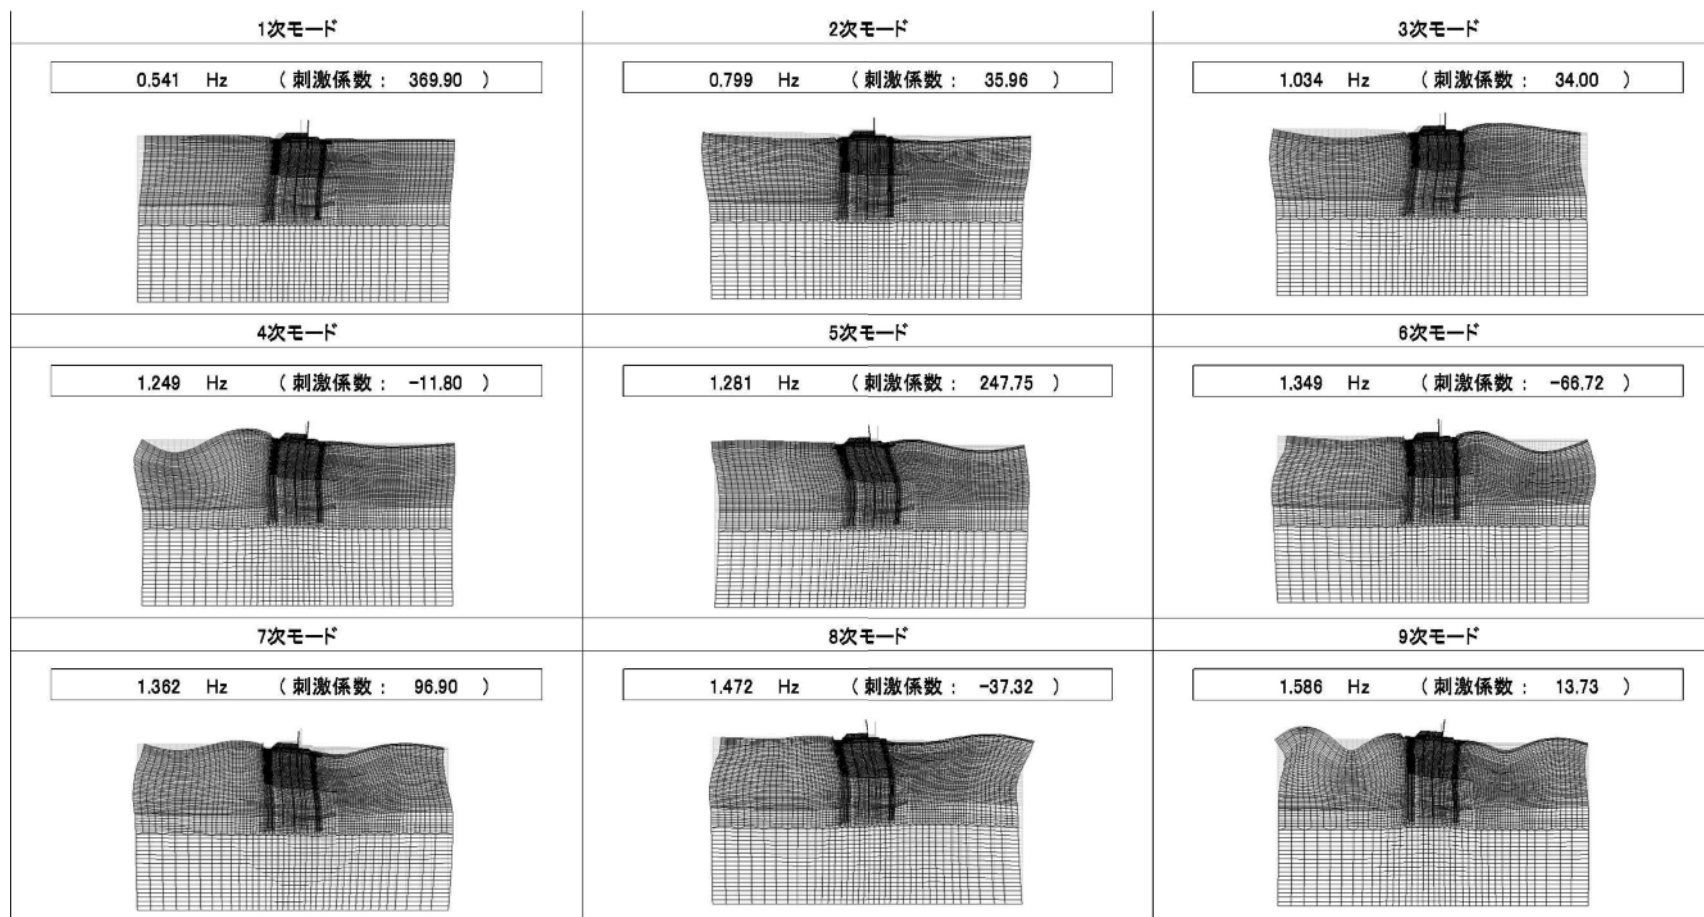 1次モード
2次モード
3次モード
0.541 Hz （刺激係数： 369.90 ）
0.799 Hz （刺激係数： 35.96 ）
1.034 Hz （刺激係数： 34.00 ）
4次モード
5次モード
6次モード
1.249 Hz （刺激係数： -11.80 ）
1.281 Hz （刺激係数： 247.75 ）
1.349 Hz （刺激係数： -66.72 ）
7次モード
8次モード
9次モード
1.362 Hz （刺激係数： 96.90 ）
1.472 Hz （刺激係数： -37.32 ）
1.586 Hz （刺激係数： 13.73 ）